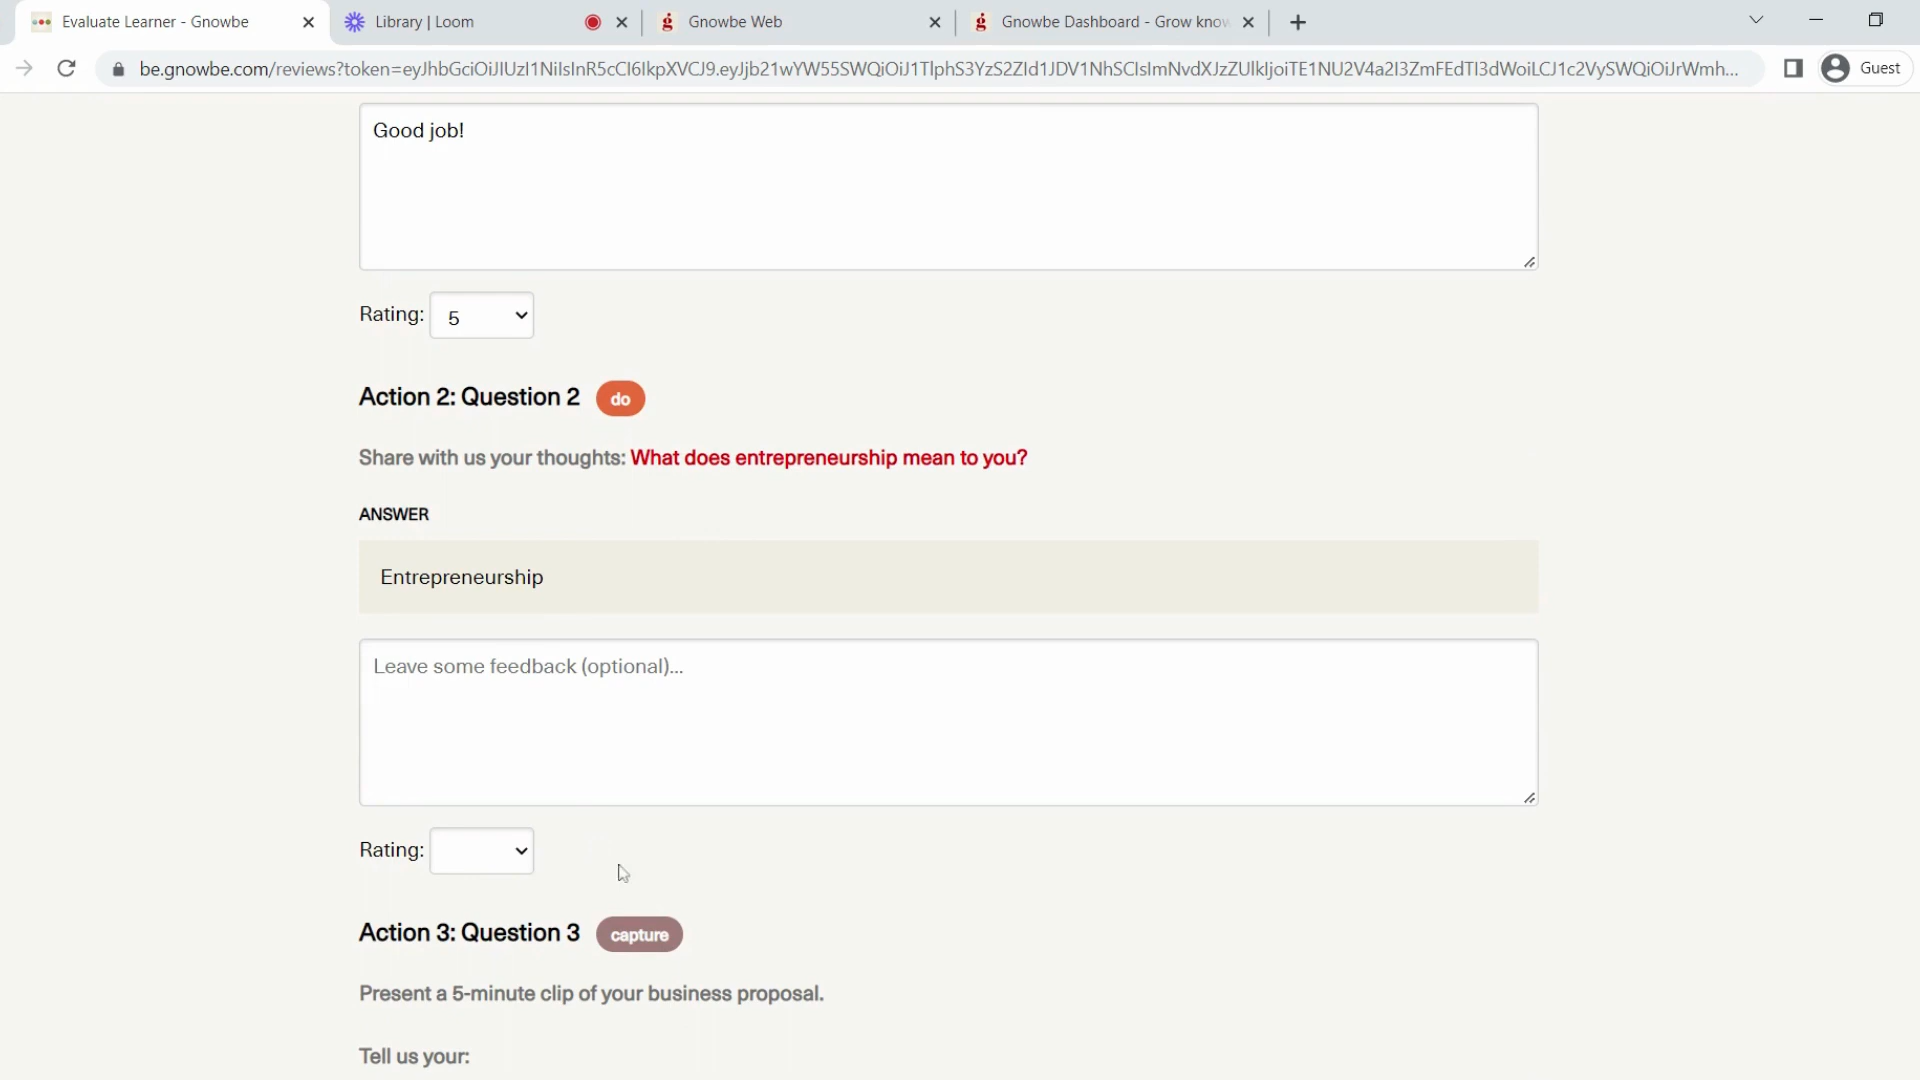 Evaluate Learner - Gnowbe
Library | Loom
Gnowbe Web
Gnowbe Dashboard - Grow know
be.gnowbe.com/reviews?token=eyJhbGciOiJIUzI1NiIsInR5cCI6IkpXVCJ9.eyJjb21wYW55SWQiOiJ1TlphS3YzS2ZId1JDV1NhSCIsImNvdXJzZUlkIjoiTE1NU2V4a2I3ZmFEdTI3dWoiLCJ1c2VySWQiOiJrWmh...
Guest
Good job!
Rating: 5
Action 2: Question 2 do
Share with us your thoughts: What does entrepreneurship mean to you?
ANSWER
Entrepreneurship
Leave some feedback (optional)...
Rating:
Action 3: Question 3 capture
Present a 5-minute clip of your business proposal.
Tell us your: